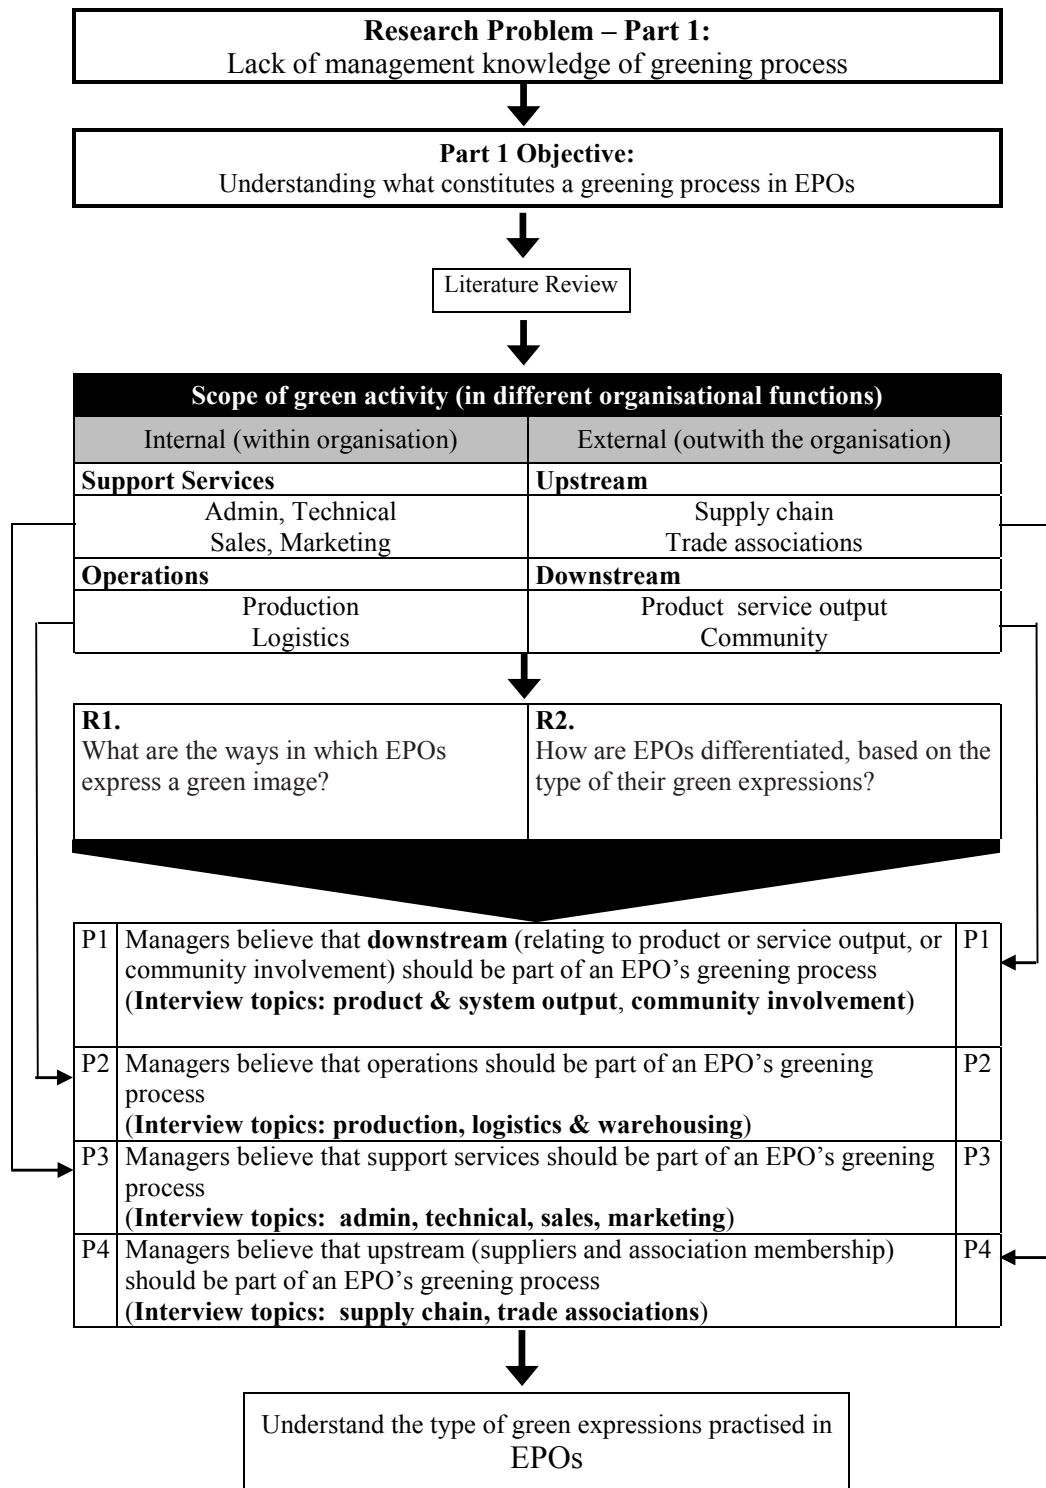 Research Problem – Part 1:
Lack of management knowledge of greening process
Part 1 Objective:
Understanding what constitutes a greening process in EPOs
Literature Review
Scope of green activity (in different organisational functions)
Internal (within organisation)
External (outwith the organisation)
Support Services
Upstream
Admin, Technical
Sales, Marketing
Supply chain
Trade associations
Operations
Downstream
Production
Logistics
Product  service output
Community
R1.
What are the ways in which EPOs
express a green image?
R2.
How are EPOs differentiated, based on the
type of their green expressions?
P1
Managers believe that downstream (relating to product or service output, or
community involvement) should be part of an EPO's greening process
(Interview topics: product & system output, community involvement)
P1
P2
Managers believe that operations should be part of an EPO's greening
process
(Interview topics: production, logistics & warehousing)
P2
P3
Managers believe that support services should be part of an EPO's greening
process
(Interview topics:  admin, technical, sales, marketing)
P3
P4
Managers believe that upstream (suppliers and association membership)
should be part of an EPO's greening process
(Interview topics:  supply chain, trade associations)
P4
Understand the type of green expressions practised in
EPOs